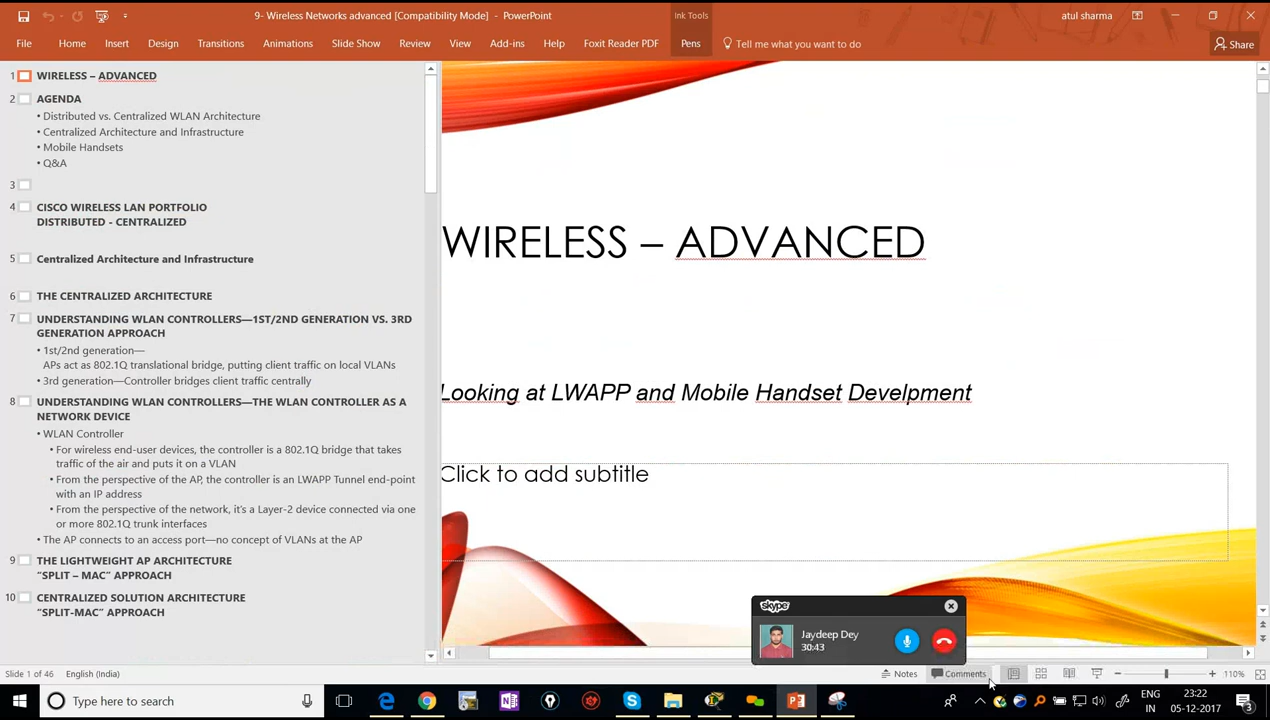 9- Wireless Networks advanced [Compatibility Mode] - PowerPoint
Ink Tools
atul sharma
File Home Insert Design Transitions Animations Slide Show Review View Add-ins Help Foxit Reader PDF Pens Tell me what you want to do Share
1 WIRELESS – ADVANCED
2 AGENDA
• Distributed vs. Centralized WLAN Architecture
• Centralized Architecture and Infrastructure
• Mobile Handsets
• Q&A
3
4 CISCO WIRELESS LAN PORTFOLIO
DISTRIBUTED - CENTRALIZED
5 Centralized Architecture and Infrastructure
6 THE CENTRALIZED ARCHITECTURE
7 UNDERSTANDING WLAN CONTROLLERS—1ST/2ND GENERATION VS. 3RD
GENERATION APPROACH
• 1st/2nd generation—
APs act as 802.1Q translational bridge, putting client traffic on local VLANs
• 3rd generation—Controller bridges client traffic centrally
8 UNDERSTANDING WLAN CONTROLLERS—THE WLAN CONTROLLER AS A
NETWORK DEVICE
• WLAN Controller
• For wireless end-user devices, the controller is a 802.1Q bridge that takes
traffic of the air and puts it on a VLAN
• From the perspective of the AP, the controller is an LWAPP Tunnel end-point
with an IP address
• From the perspective of the network, it's a Layer-2 device connected via one
or more 802.1Q trunk interfaces
• The AP connects to an access port—no concept of VLANs at the AP
9 THE LIGHTWEIGHT AP ARCHITECTURE
“SPLIT – MAC” APPROACH
10 CENTRALIZED SOLUTION ARCHITECTURE
“SPLIT-MAC” APPROACH
WIRELESS – ADVANCED
Looking at LWAPP and Mobile Handset Develpment
Click to add subtitle
skype
Jaydeep Dey
30:43
Slide 1 of 46 English (India) Notes Comments 110%
Type here to search
ENG 23:22
IN 05-12-2017 3